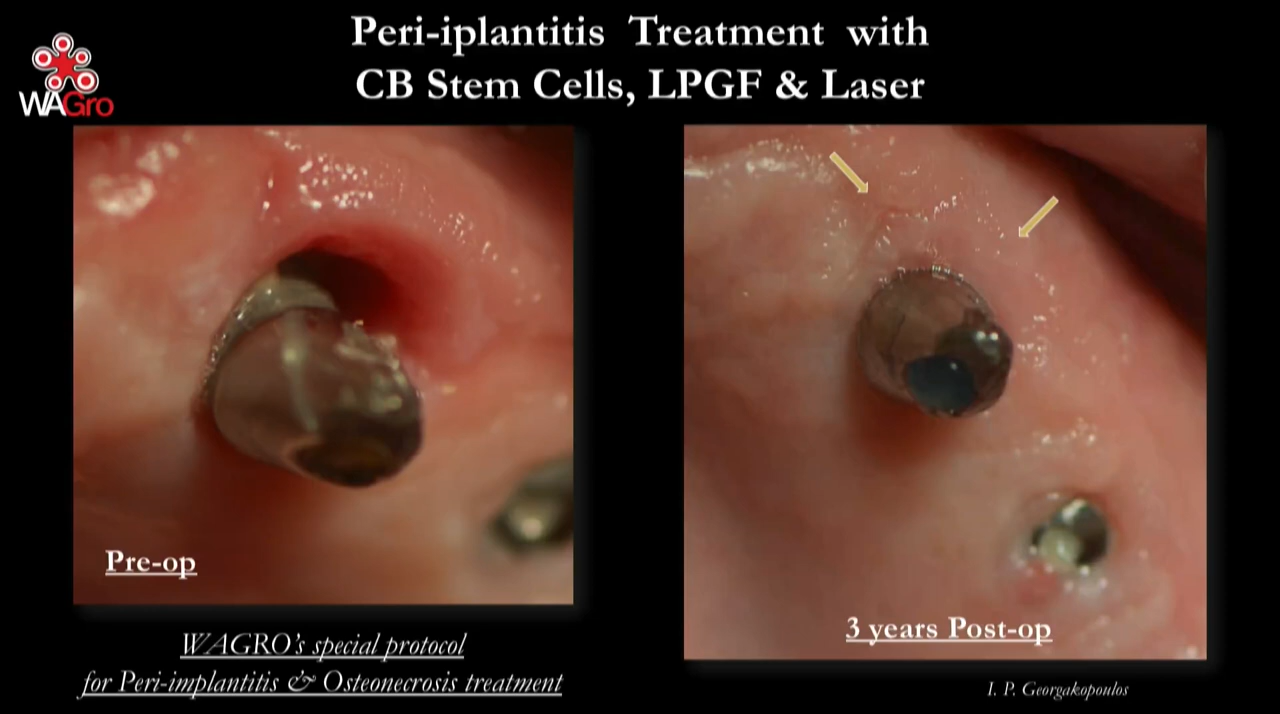 Peri-iplantitis Treatment with
CB Stem Cells, LPGF & Laser
WAGro
Pre-op
3 years Post-op
WAGRO's special protocol
for Peri-implantitis & Osteonecrosis treatment
I. P. Georgakopoulos